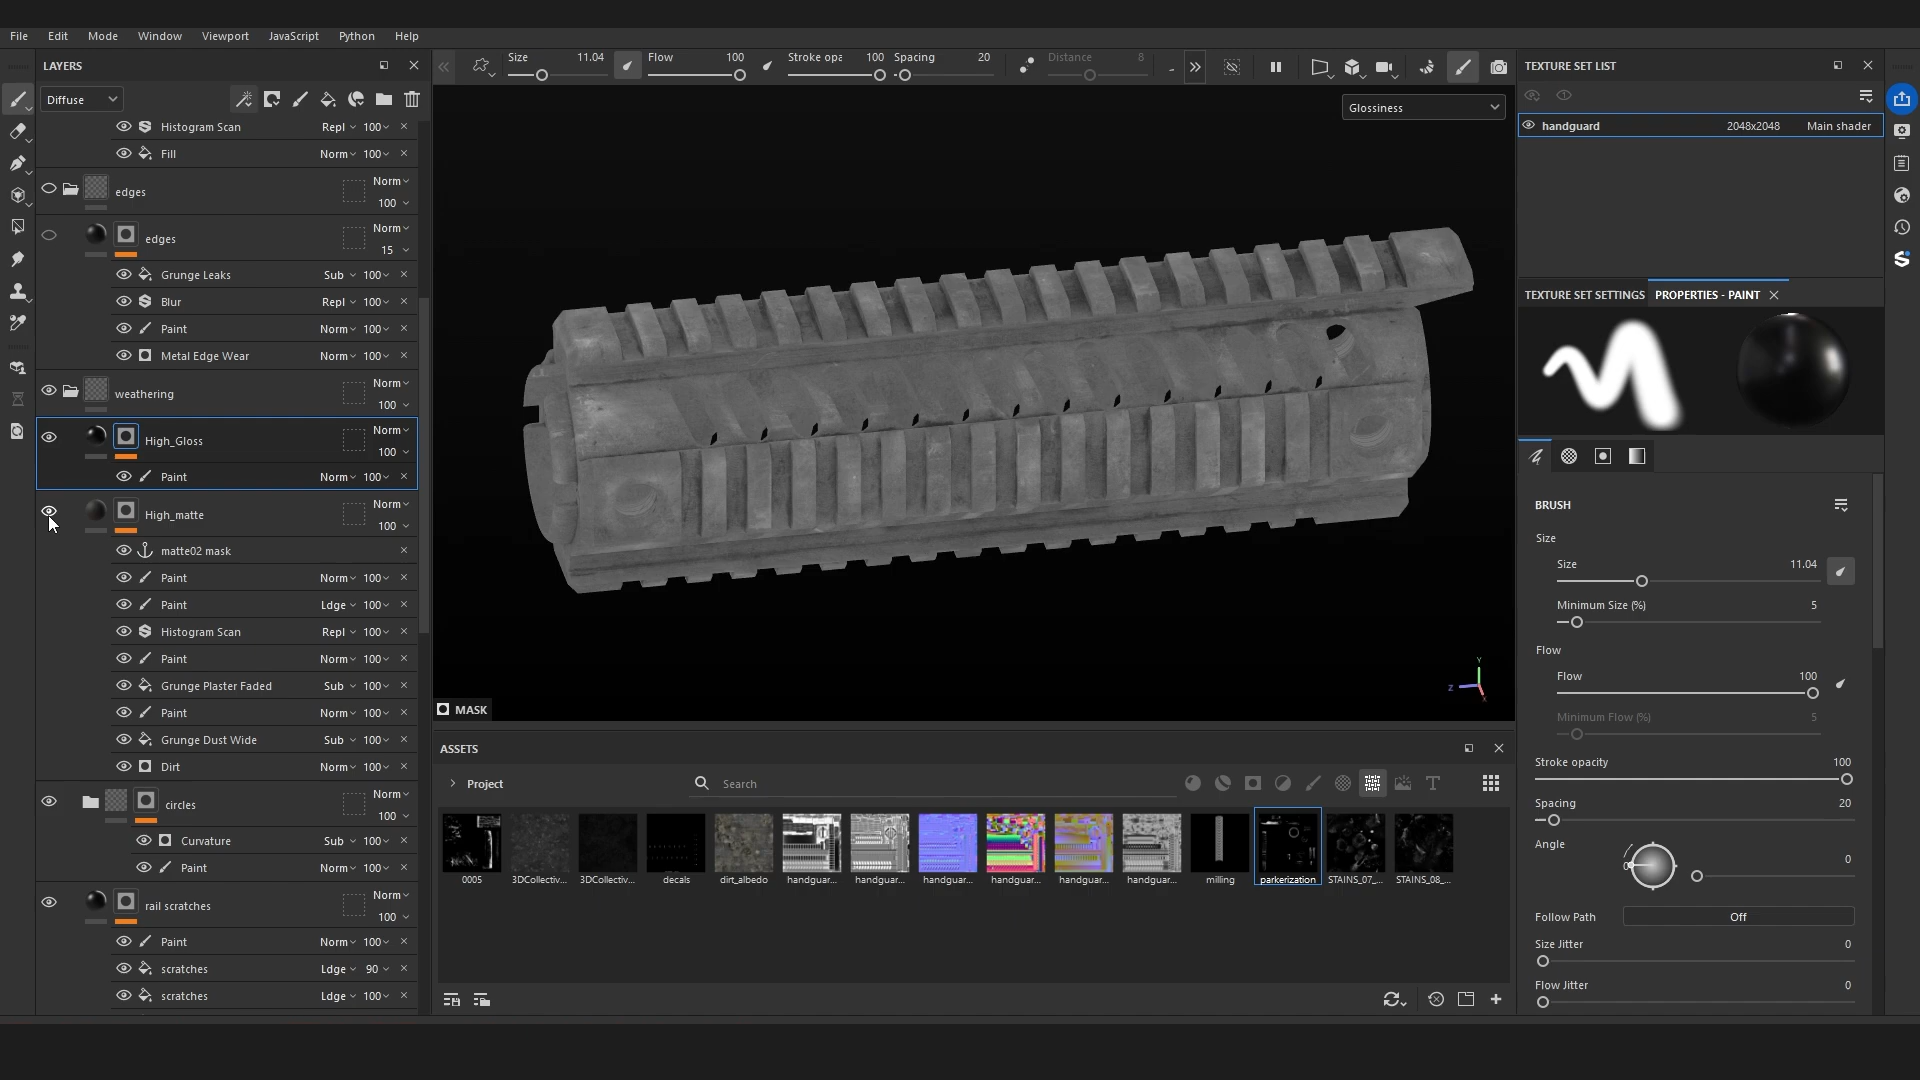 File Edit Mode Window Viewport JavaScript Python Help
LAYERS
Diffuse
Histogram Scan Repl 100
Fill Norm 100
edges Norm 100
edges Norm 15
Grunge Leaks Sub 100
Blur Repl 100
Paint Norm 100
Metal Edge Wear Norm 100
weathering Norm 100
High_Gloss Norm 100
Paint Norm 100
High_matte Norm 100
matte02 mask
Paint Norm 100
Paint Ldge 100
Histogram Scan Repl 100
Paint Norm 100
Grunge Plaster Faded Sub 100
Paint Norm 100
Grunge Dust Wide Sub 100
Dirt Norm 100
circles Norm 100
Curvature Sub 100
Paint Norm 100
rail scratches Norm 100
Paint Norm 100
scratches Ldge 90
scratches Ldge 100
Size 11.04 Flow 100 Stroke opa 100 Spacing 20 Distance 8
Glossiness
Y
Z
X
MASK
ASSETS
Project
Search
0005 3DCollectiv... 3DCollectiv... decals dirt_albedo handguar... handguar... handguar... handguar... handguar... handguar... milling parkerization STAINS_07_... STAINS_08_...
TEXTURE SET LIST
handguard 2048x2048 Main shader
TEXTURE SET SETTINGS PROPERTIES - PAINT
BRUSH
Size
Size 11.04
Minimum Size (%) 5
Flow
Flow 100
Minimum Flow (%) 5
Stroke opacity 100
Spacing 20
Angle 0
Follow Path Off
Size Jitter 0
Flow Jitter 0